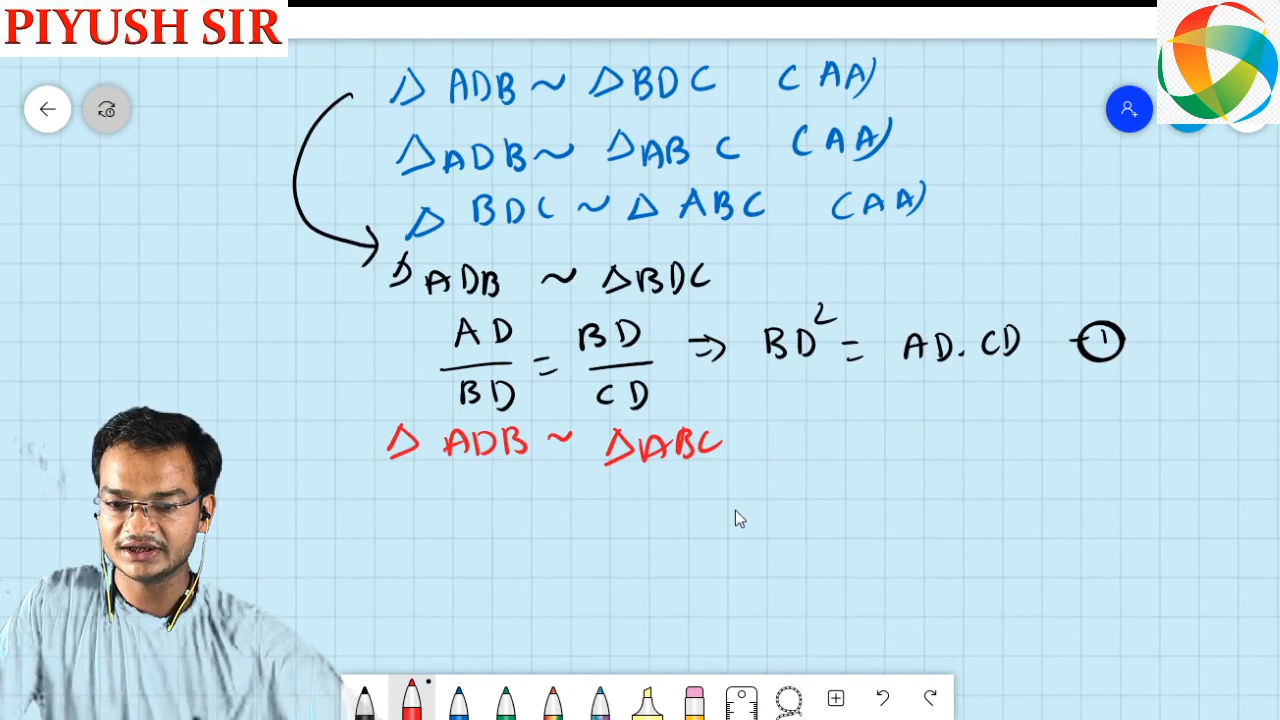 PIYUSH SIR
Δ ADB ~ Δ BDC (AA)
Δ ADB ~ Δ ABC (AA)
Δ BDC ~ Δ ABC (AA)
Δ ADB ~ Δ BDC
AD/BD = BD/CD ⇒ BD² = AD.CD -①
Δ ADB ~ Δ ABC